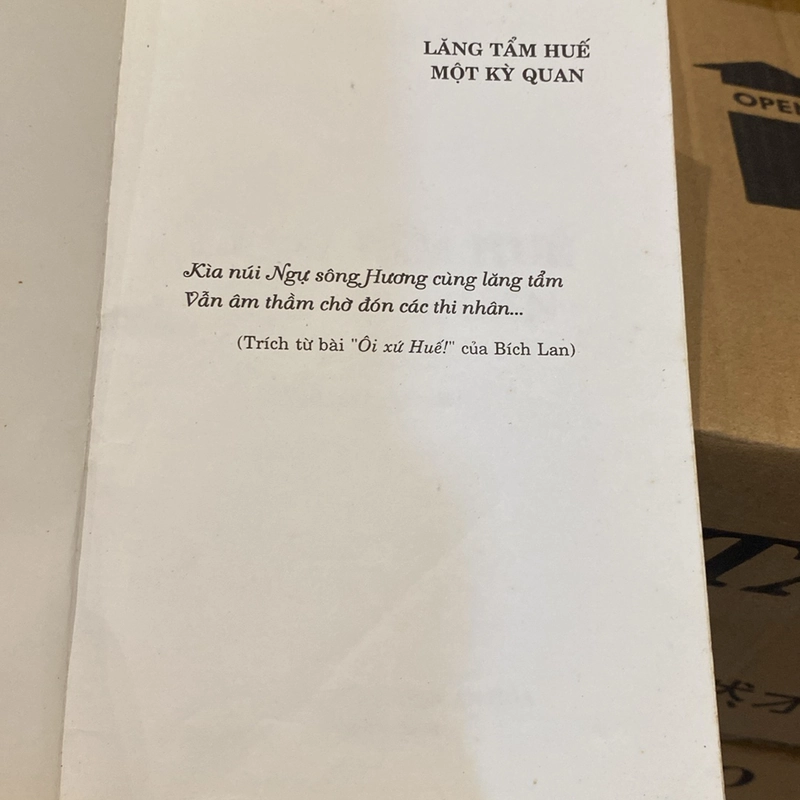 LĂNG TẨM HUẾ
MỘT KỲ QUAN
Kìa núi Ngự sông Hương cùng lăng tẩm
Vẫn âm thầm chờ đón các thi nhân...
(Trích từ bài "Ôi xứ Huế!" của Bích Lan)
OPEN